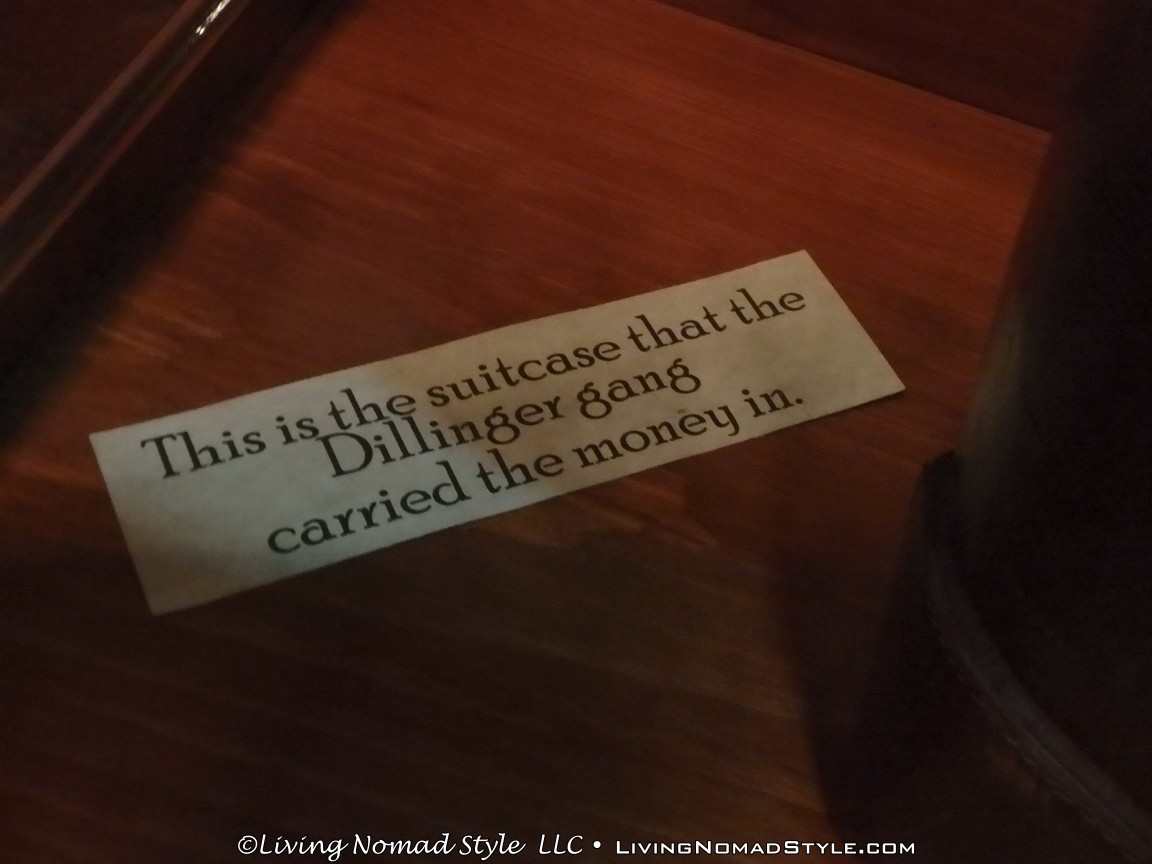 This is the suitcase that the
Dillinger gang
carried the money in.
©Living Nomad Style LLC • LivingNomadStyle.com